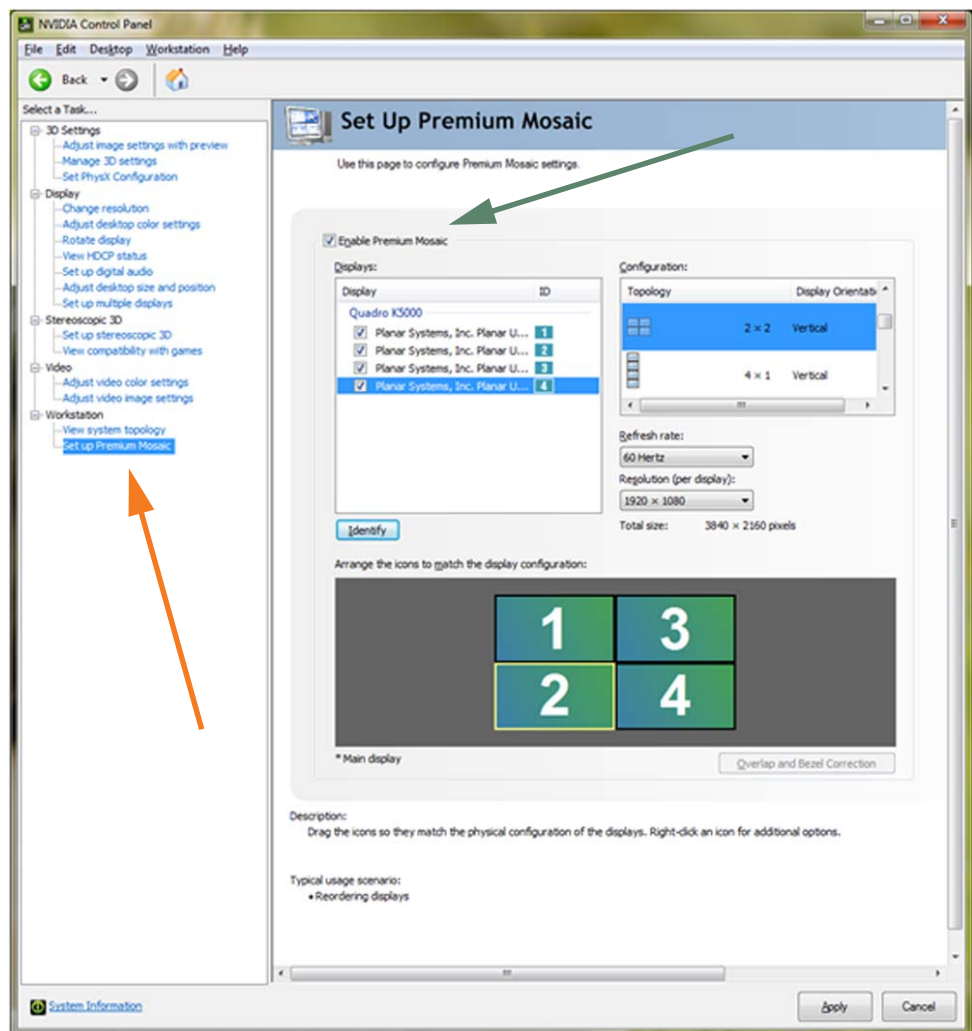 NVIDIA Control Panel
File Edit Desktop Workstation Help
Back
Select a Task...
3D Settings
Adjust image settings with preview
Manage 3D settings
Set PhysX Configuration
Display
Change resolution
Adjust desktop color settings
Rotate display
View HDCP status
Set up digital audio
Adjust desktop size and position
Set up multiple displays
Stereoscopic 3D
Set up stereoscopic 3D
View compatibility with games
Video
Adjust video color settings
Adjust video image settings
Workstation
View system topology
Set up Premium Mosaic
Set Up Premium Mosaic
Use this page to configure Premium Mosaic settings.
Enable Premium Mosaic
Displays:
Display ID
Quadro K5000
Planar Systems, Inc. Planar U... 1
Planar Systems, Inc. Planar U... 2
Planar Systems, Inc. Planar U... 3
Planar Systems, Inc. Planar U... 4
Identify
Configuration:
Topology Display Orientati
2 × 2 Vertical
4 × 1 Vertical
Refresh rate:
60 Hertz
Resolution (per display):
1920 × 1080
Total size: 3840 × 2160 pixels
Arrange the icons to match the display configuration:
1 3
2 4
* Main display
Overlap and Bezel Correction
Description:
Drag the icons so they match the physical configuration of the displays. Right-click an icon for additional options.
Typical usage scenario:
• Reordering displays
System Information
Apply Cancel